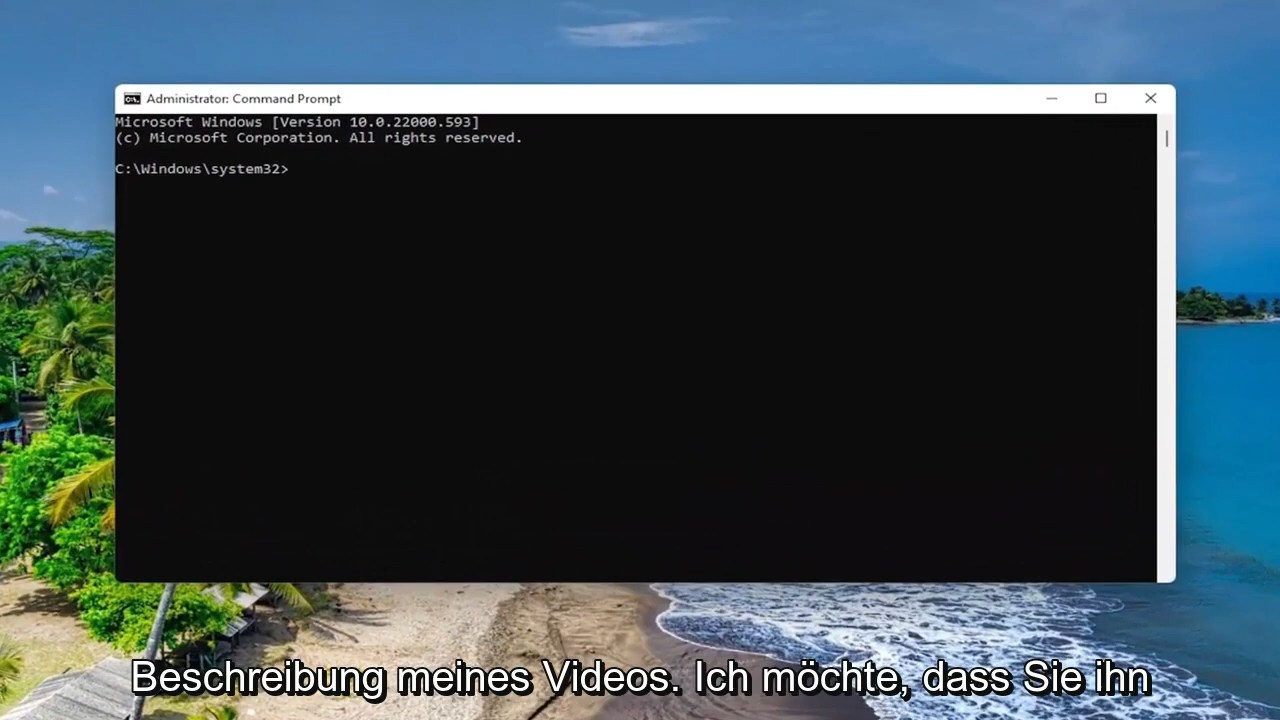 Administrator: Command Prompt
Microsoft Windows [Version 10.0.22000.593]
(c) Microsoft Corporation. All rights reserved.
C:\Windows\system32>
Beschreibung meines Videos. Ich möchte, dass Sie ihn